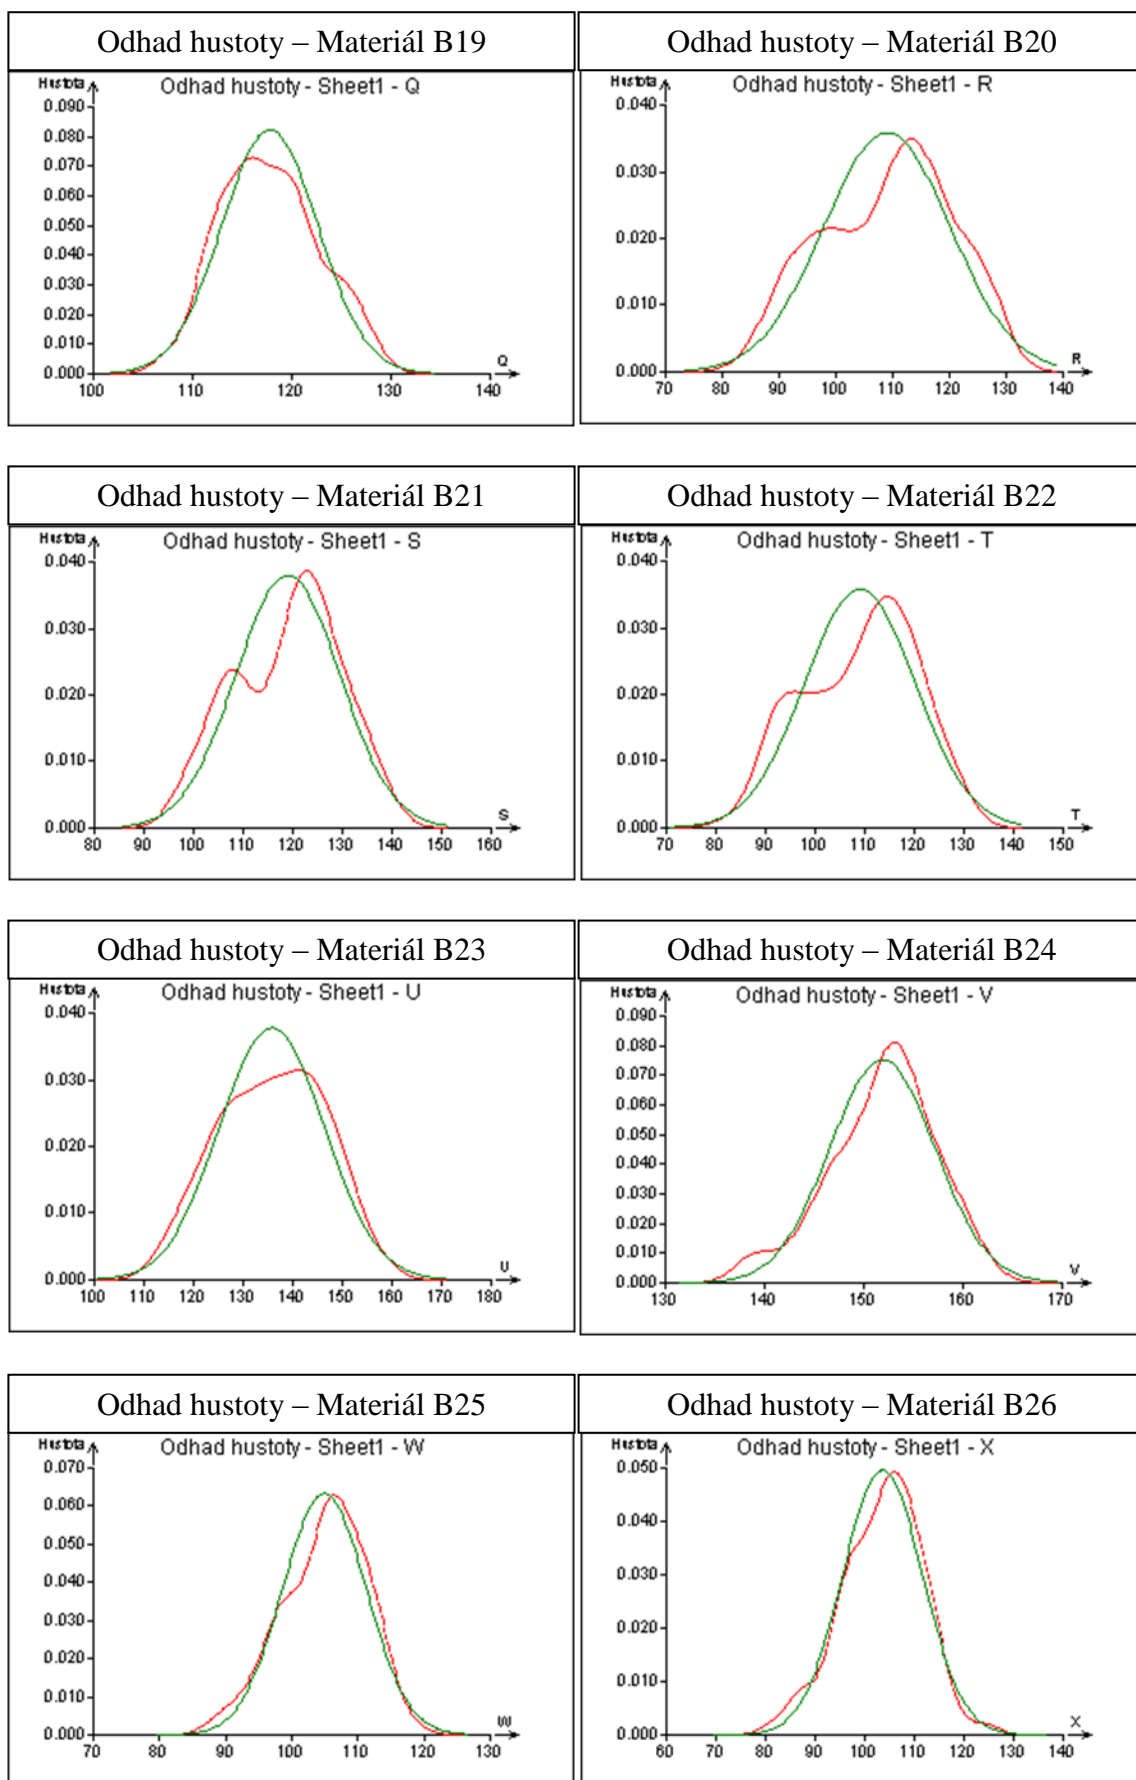 Odhad hustoty – Materiál B19
Odhad hustoty – Materiál B20
Hustota
Odhad hustoty - Sheet1 - Q
0.090
0.080
0.070
0.060
0.050
0.040
0.030
0.020
0.010
0.000
100 110 120 130 140
Q
Hustota
Odhad hustoty - Sheet1 - R
0.040
0.030
0.020
0.010
0.000
70 80 90 100 110 120 130 140
R
Odhad hustoty – Materiál B21
Odhad hustoty – Materiál B22
Hustota
Odhad hustoty - Sheet1 - S
0.040
0.030
0.020
0.010
0.000
80 90 100 110 120 130 140 150 160
S
Hustota
Odhad hustoty - Sheet1 - T
0.040
0.030
0.020
0.010
0.000
70 80 90 100 110 120 130 140 150
T
Odhad hustoty – Materiál B23
Odhad hustoty – Materiál B24
Hustota
Odhad hustoty - Sheet1 - U
0.040
0.030
0.020
0.010
0.000
100 110 120 130 140 150 160 170 180
U
Hustota
Odhad hustoty - Sheet1 - V
0.090
0.080
0.070
0.060
0.050
0.040
0.030
0.020
0.010
0.000
130 140 150 160 170
V
Odhad hustoty – Materiál B25
Odhad hustoty – Materiál B26
Hustota
Odhad hustoty - Sheet1 - W
0.070
0.060
0.050
0.040
0.030
0.020
0.010
0.000
70 80 90 100 110 120 130
W
Hustota
Odhad hustoty - Sheet1 - X
0.050
0.040
0.030
0.020
0.010
0.000
60 70 80 90 100 110 120 130 140
X